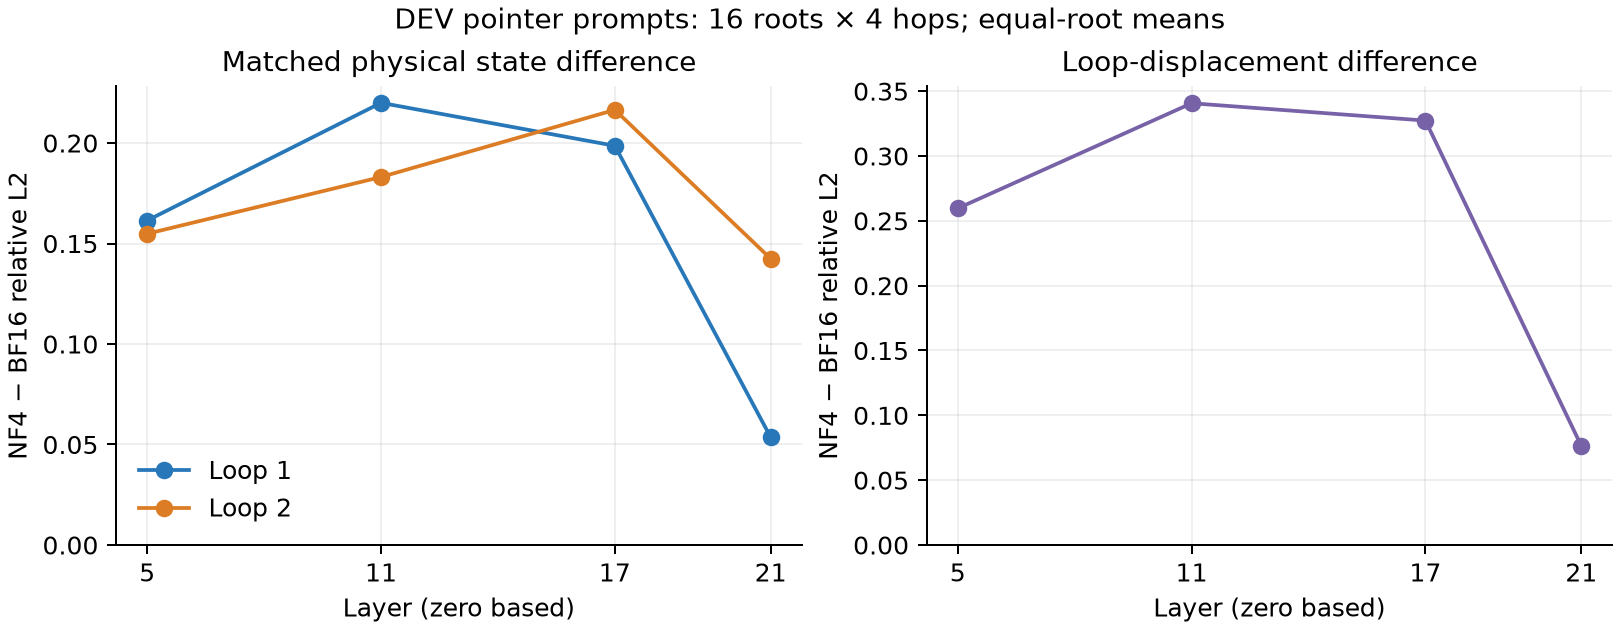 DEV pointer prompts: 16 roots × 4 hops; equal-root means
Matched physical state difference
NF4 − BF16 relative L2
0.20
0.15
0.10
0.05
0.00
Loop 1
Loop 2
5 11 17 21
Layer (zero based)
Loop-displacement difference
NF4 − BF16 relative L2
0.35
0.30
0.25
0.20
0.15
0.10
0.05
0.00
5 11 17 21
Layer (zero based)